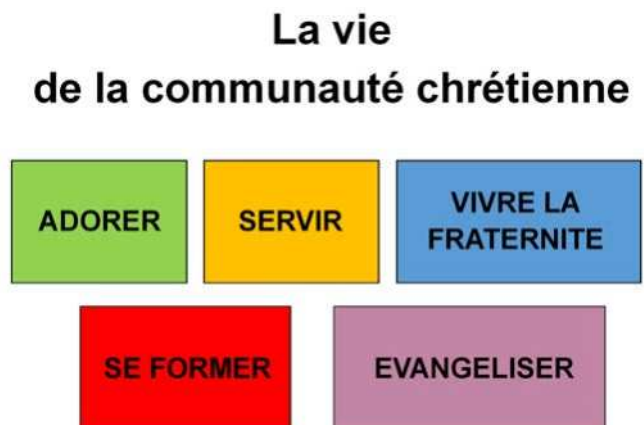 La vie
de la communauté chrétienne
ADORER
SERVIR
VIVRE LA
FRATERNITE
SE FORMER
EVANGELISER